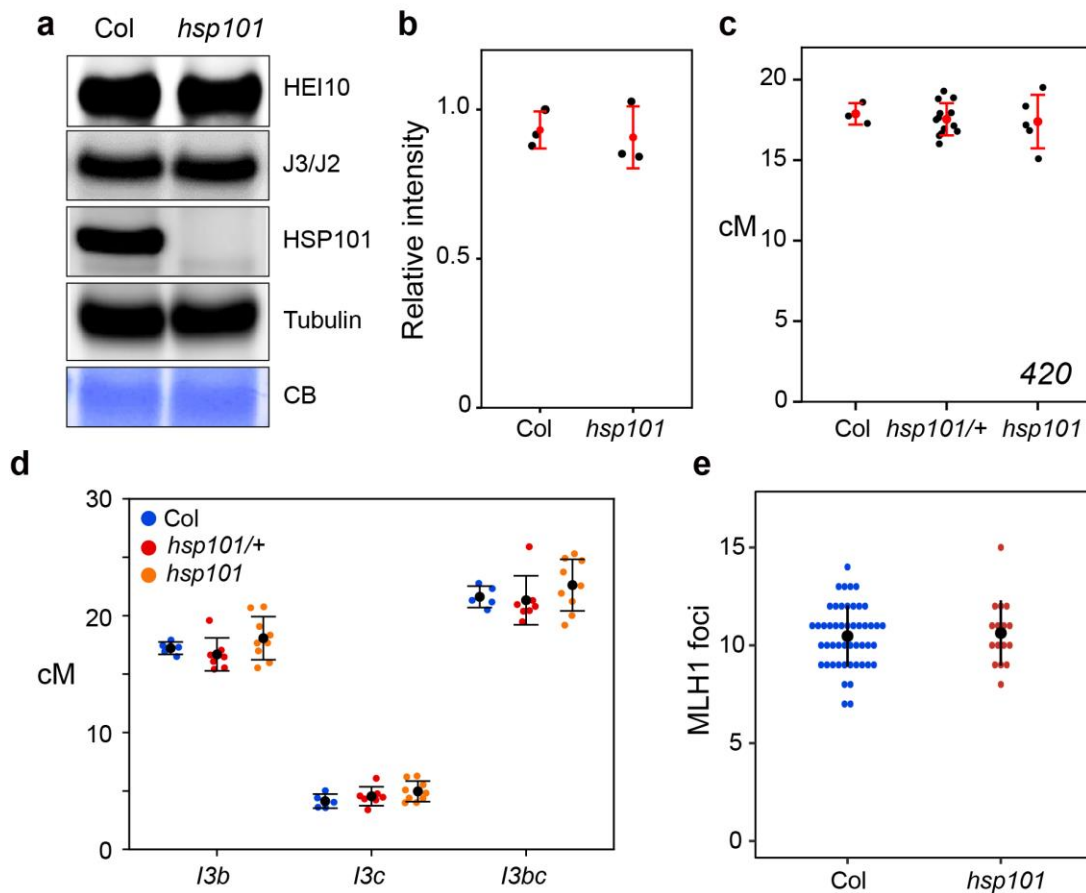 a
Col hsp101
HEI10
J3/J2
HSP101
Tubulin
CB
b
Relative intensity
1.0
0.5
0
Col hsp101
c
cM
20
15
10
5
0
420
Col hsp101/+ hsp101
d
cM
30
20
10
0
Col
hsp101/+
hsp101
I3b I3c I3bc
e
MLH1 foci
15
10
5
0
Col hsp101